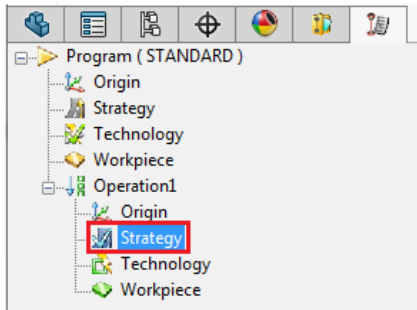 Program ( STANDARD )
Origin
Strategy
Technology
Workpiece
Operation1
Origin
Strategy
Technology
Workpiece